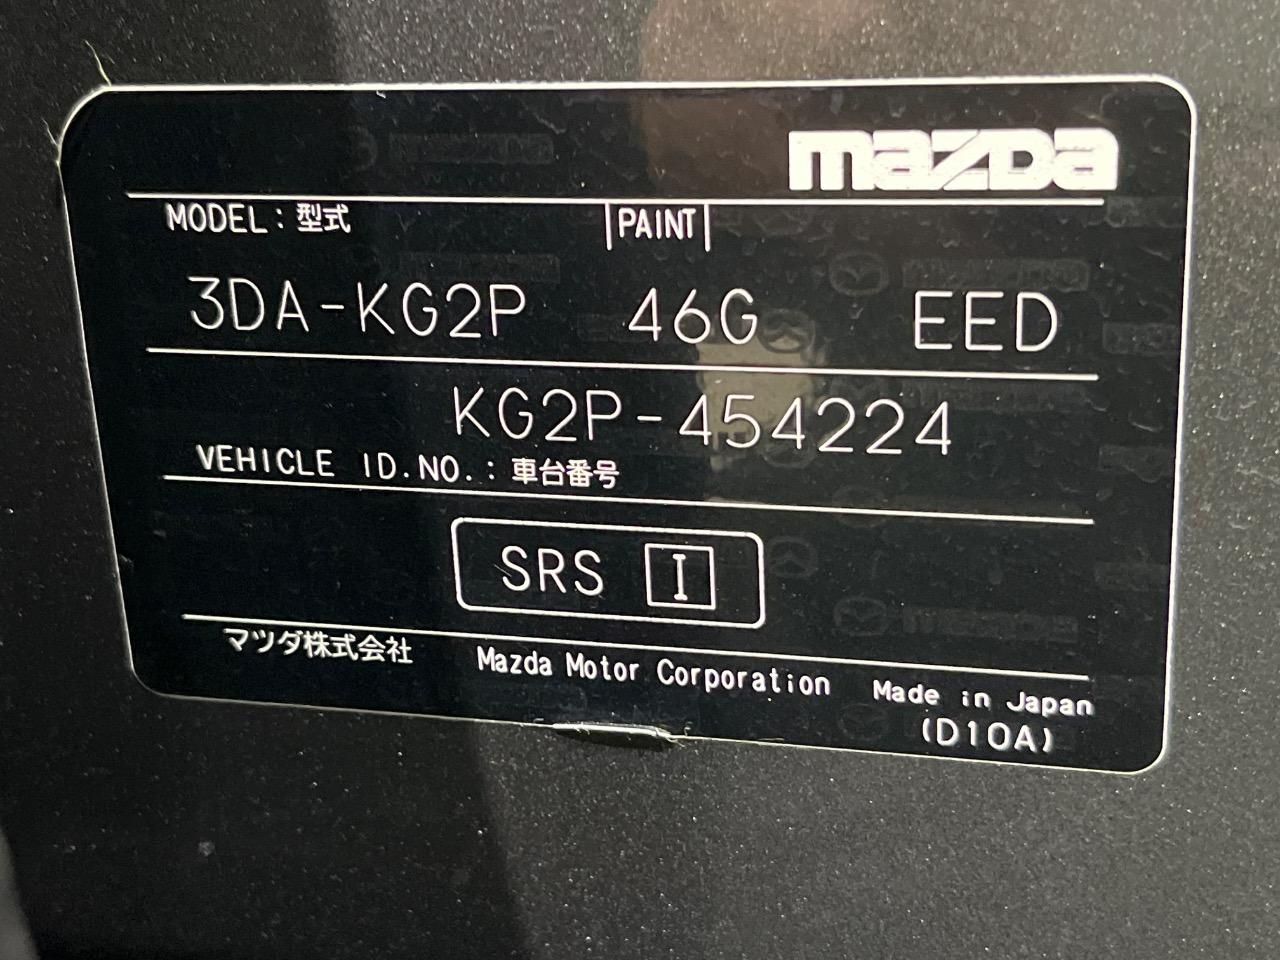 mazda
MODEL：型式 PAINT
3DA-KG2P 46G EED
KG2P-454224
VEHICLE ID.NO.：車台番号
SRS I
マツダ株式会社 Mazda Motor Corporation Made in Japan
(D10A)